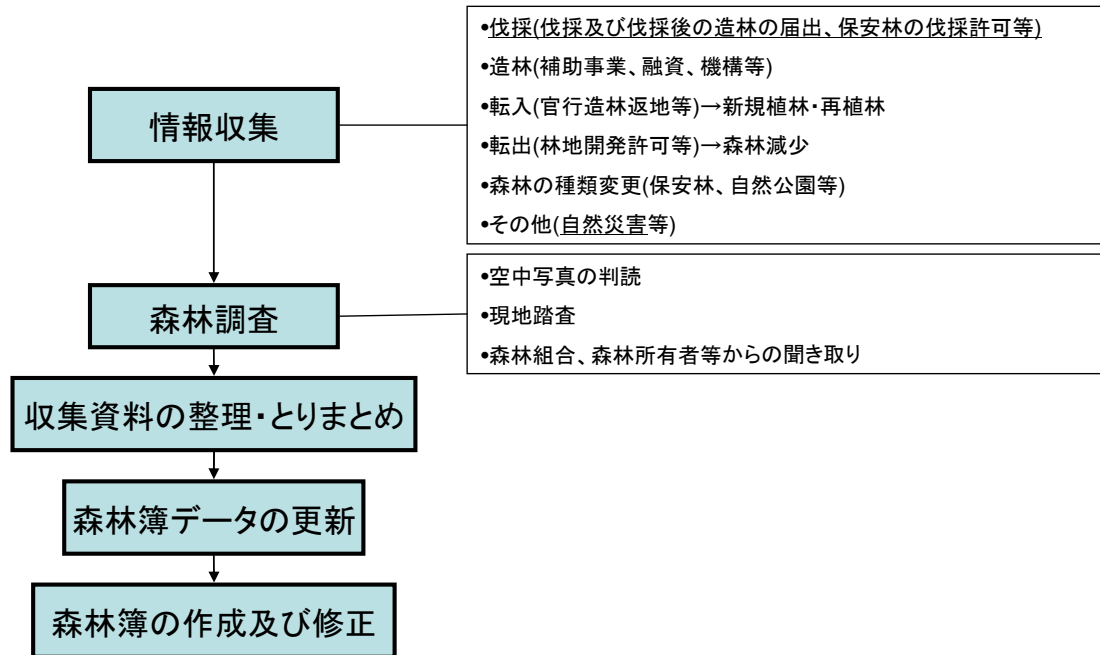 •伐採(伐採及び伐採後の造林の届出、保安林の伐採許可等)
•造林(補助事業、融資、機構等)
•転入(官行造林返地等)→新規植林・再植林
•転出(林地開発許可等)→森林減少
•森林の種類変更(保安林、自然公園等)
•その他(自然災害等)
情報収集
•空中写真の判読
•現地踏査
•森林組合、森林所有者等からの聞き取り
森林調査
収集資料の整理・とりまとめ
森林簿データの更新
森林簿の作成及び修正